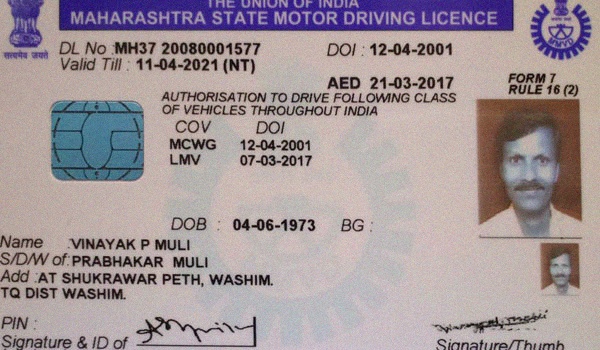 THE UNION OF INDIA
MAHARASHTRA STATE MOTOR DRIVING LICENCE
सत्यमेव जयते
MMVD
DL No : MH37 20080001577 DOI : 12-04-2001
Valid Till : 11-04-2021 (NT)
AED 21-03-2017
FORM 7
RULE 16 (2)
AUTHORISATION TO DRIVE FOLLOWING CLASS
OF VEHICLES THROUGHOUT INDIA
COV DOI
MCWG 12-04-2001
LMV 07-03-2017
DOB : 04-06-1973 BG :
Name : VINAYAK P MULI
S/D/W of : PRABHAKAR MULI
Add : AT SHUKRAWAR PETH, WASHIM.
TQ DIST WASHIM.
PIN :
Signature & ID of
Signature/Thumb